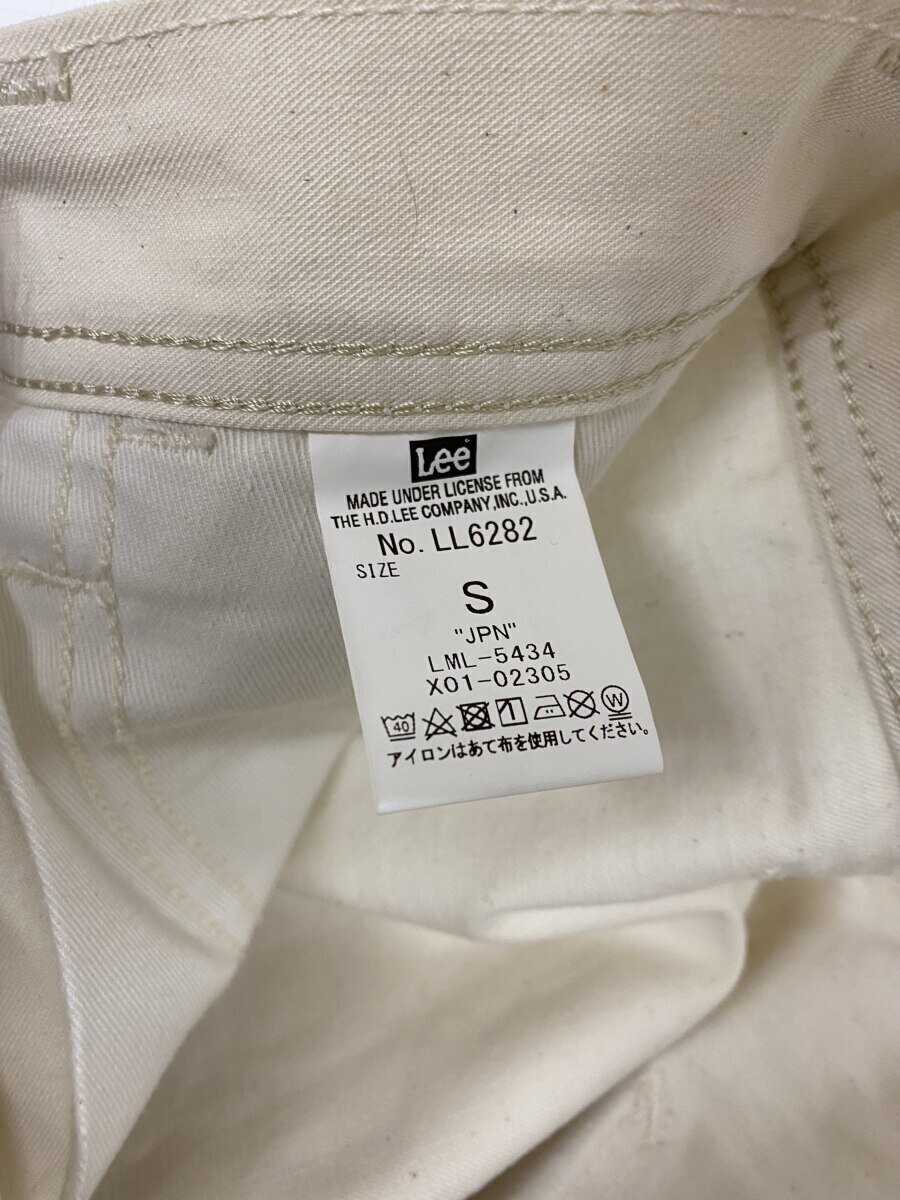 Lee
MADE UNDER LICENSE FROM
THE H.D.LEE COMPANY,INC.,U.S.A.
No. LL6282
SIZE
S
"JPN"
LML-5434
X01-02305
40 W
アイロンはあて布を使用してください。